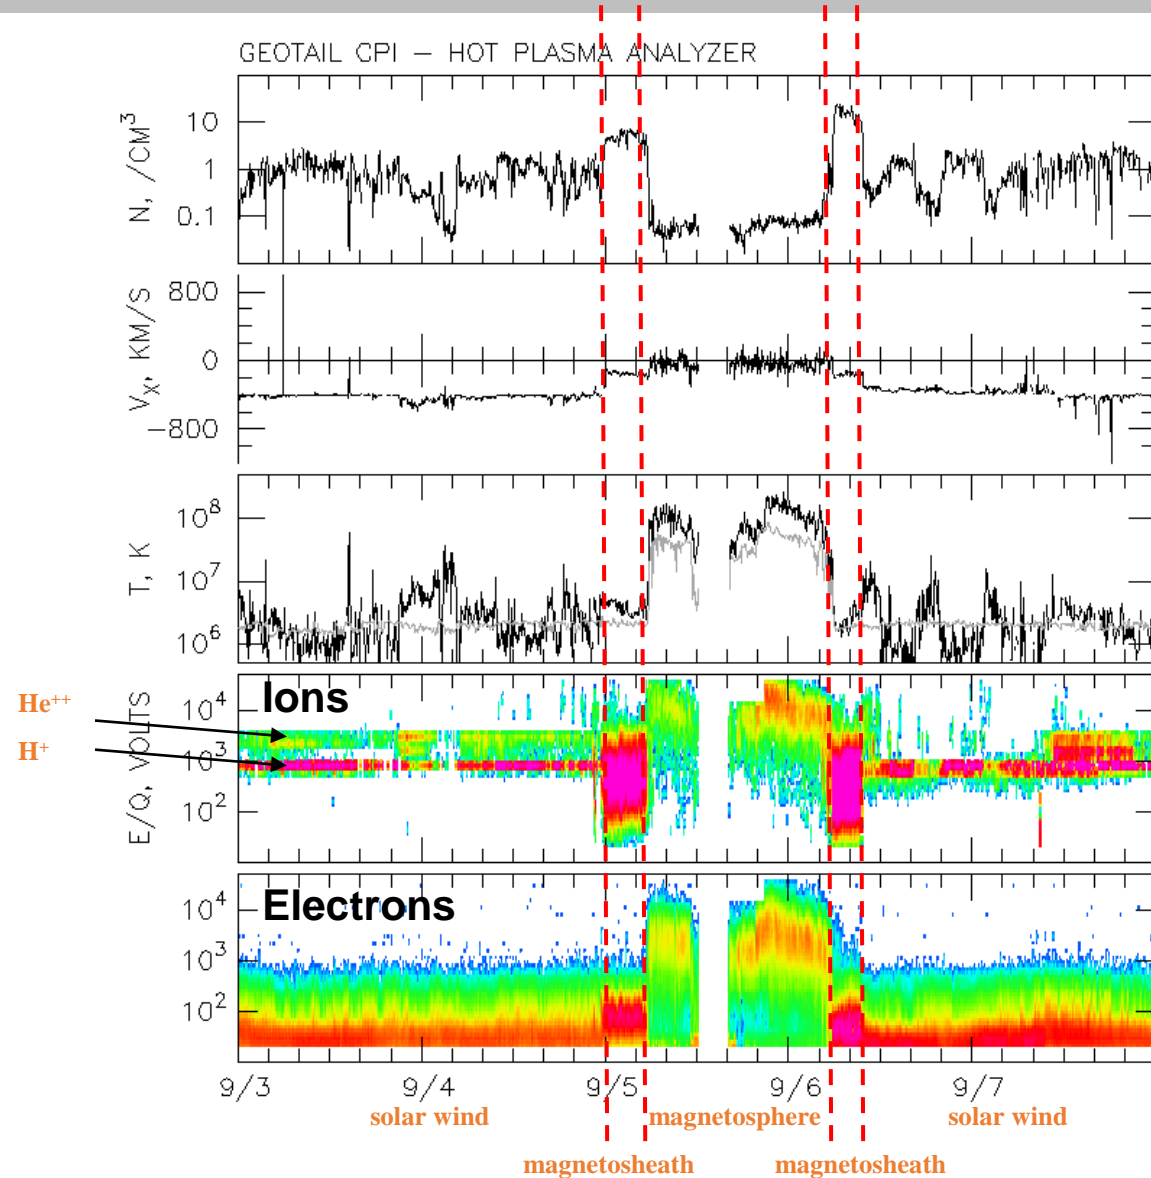 GEOTAIL CPI – HOT PLASMA ANALYZER
N, /CM³
10
1
0.1
Vx, KM/S
800
0
−800
T, K
10⁸
10⁷
10⁶
E/Q, VOLTS
Ions
10⁴
10³
10²
He⁺⁺
H⁺
Electrons
10⁴
10³
10²
9/3 9/4 9/5 9/6 9/7
solar wind magnetosphere solar wind
magnetosheath magnetosheath